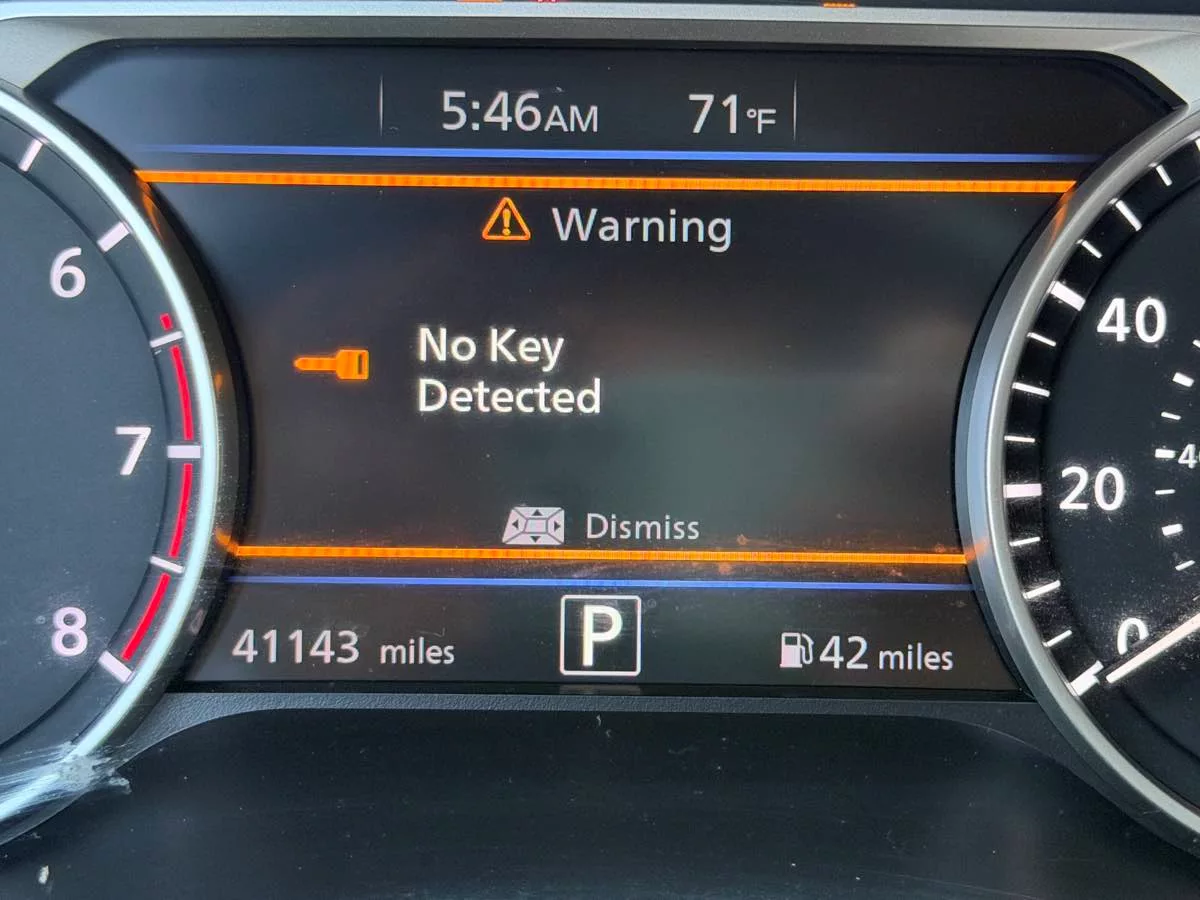 5:46AM 71°F
Warning
No Key
Detected
Dismiss
41143 miles P 42 miles
6
7
8
40
20
0